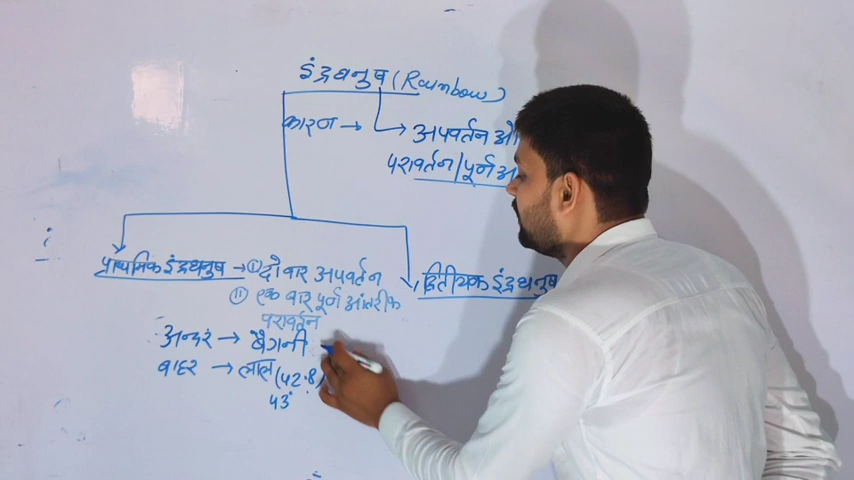 इंद्रधनुष (Rainbow)
कारण → अपवर्तन औ
परावर्तन/पूर्ण आ
प्राथमिक इंद्रधनुष → (i) दो बार अपवर्तन
(ii) एक बार पूर्ण आंतरीक
परावर्तन
द्वितीयक इंद्रधनुष
अन्दर → बैगनी
बाहर → लाल (42.8
43°